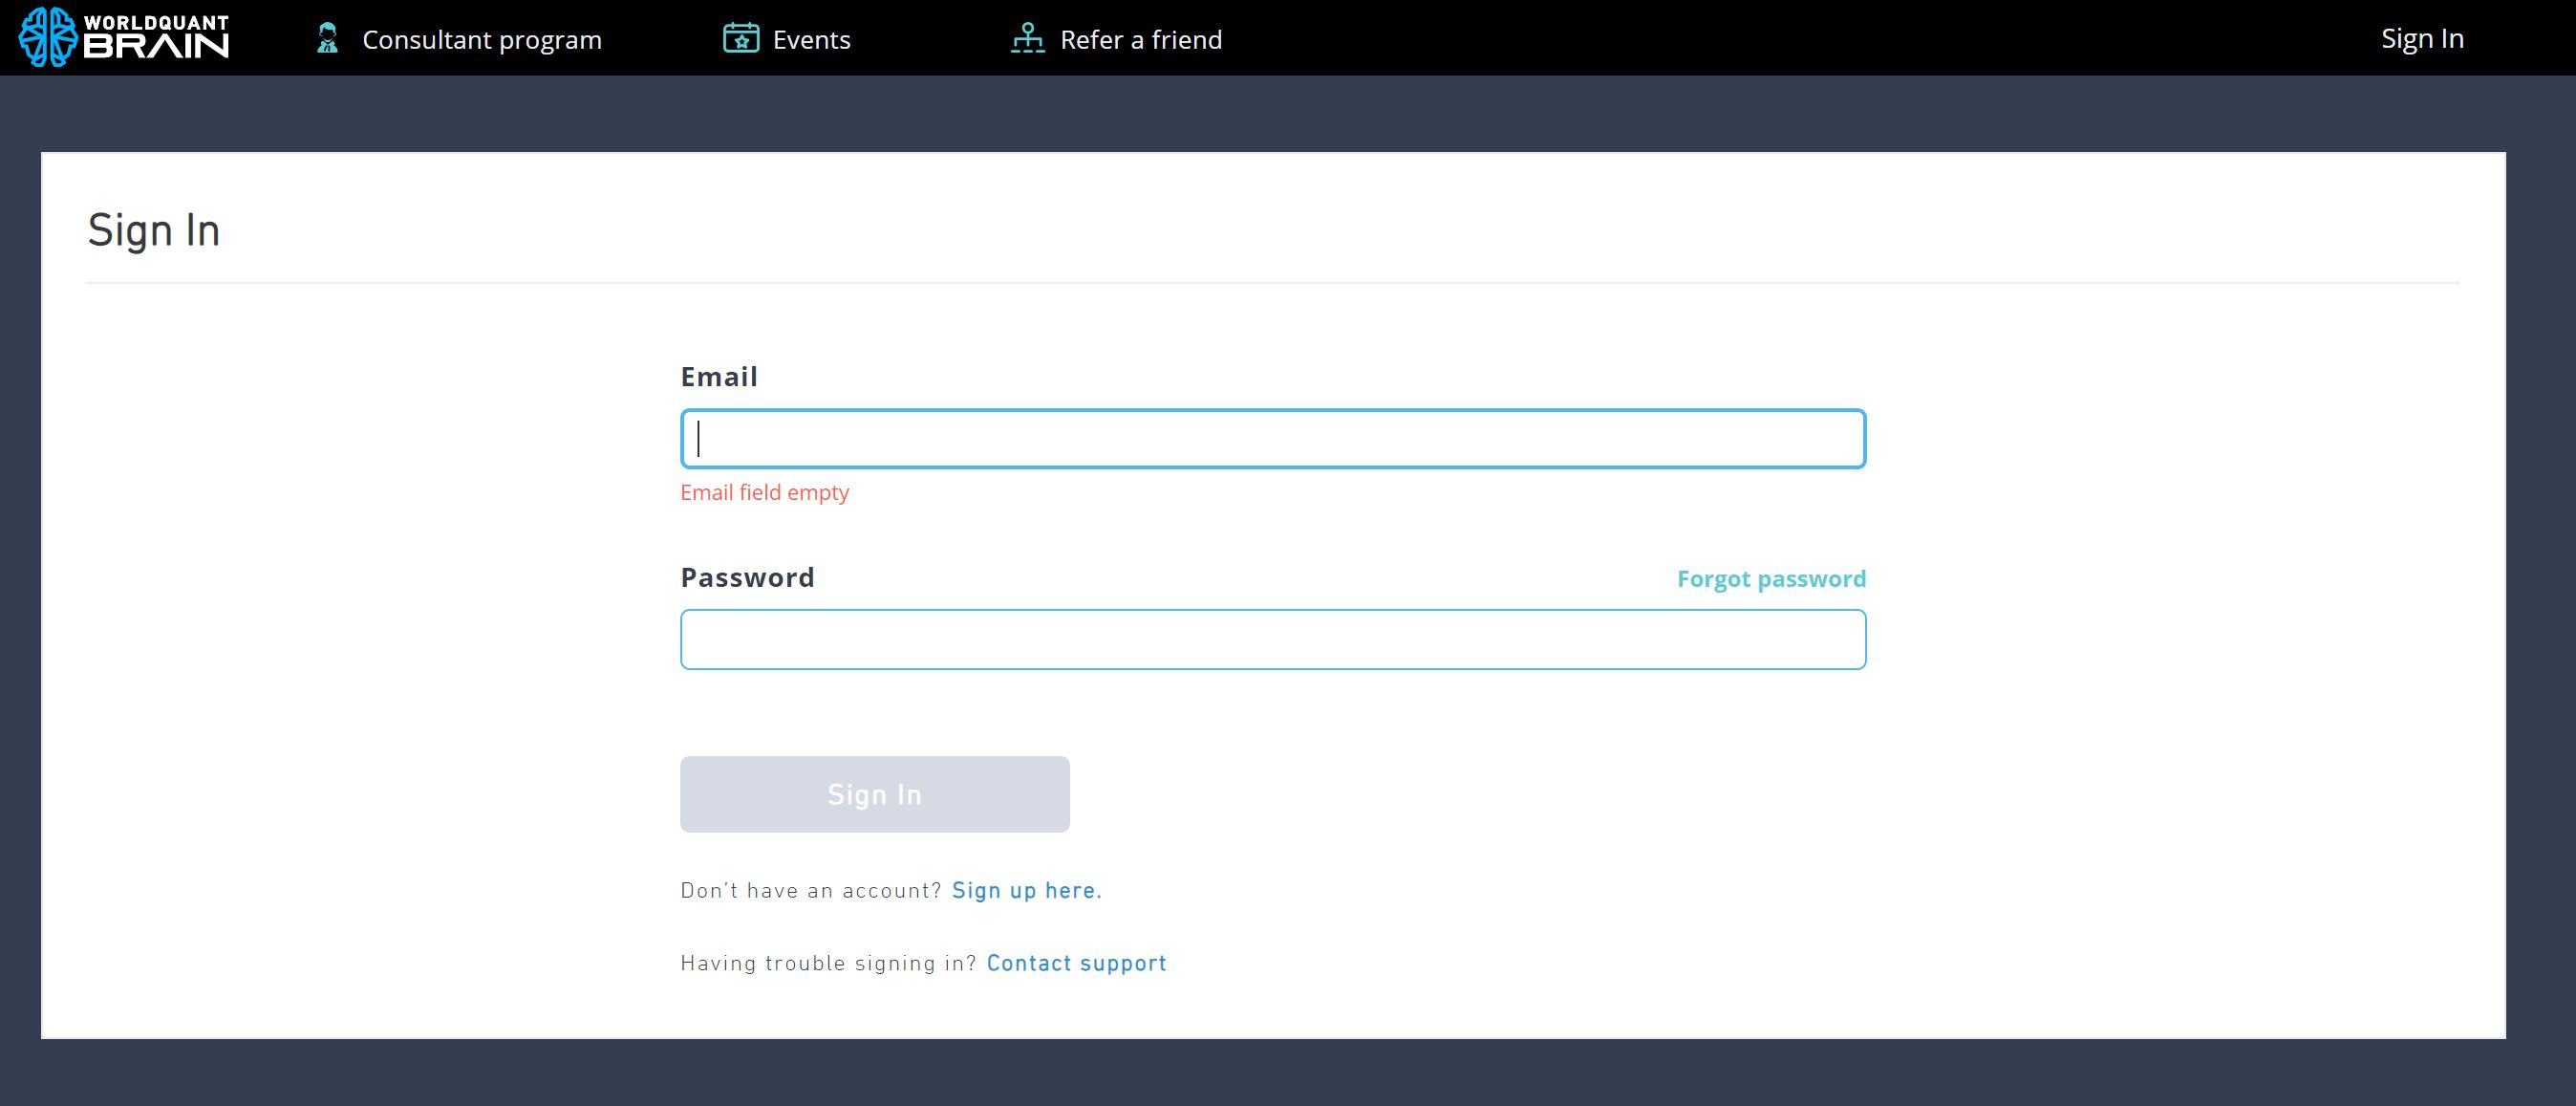 WORLDQUANT
BRAIN
Consultant program
Events
Refer a friend
Sign In
Sign In
Email
Email field empty
Password
Forgot password
Sign In
Don't have an account? Sign up here.
Having trouble signing in? Contact support